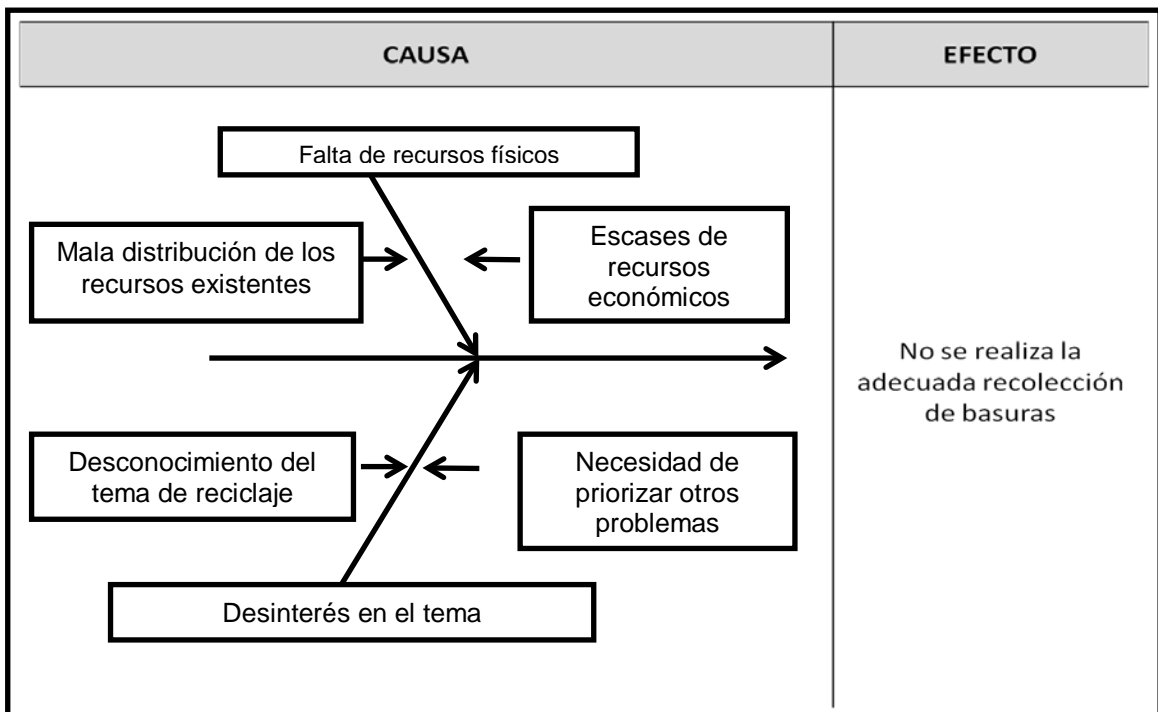 CAUSA
EFECTO
Falta de recursos físicos
Mala distribución de los
recursos existentes
Escases de
recursos
económicos
No se realiza la
adecuada recolección
de basuras
Desconocimiento del
tema de reciclaje
Necesidad de
priorizar otros
problemas
Desinterés en el tema